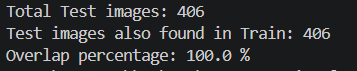 Total Test images: 406
Test images also found in Train: 406
Overlap percentage: 100.0 %